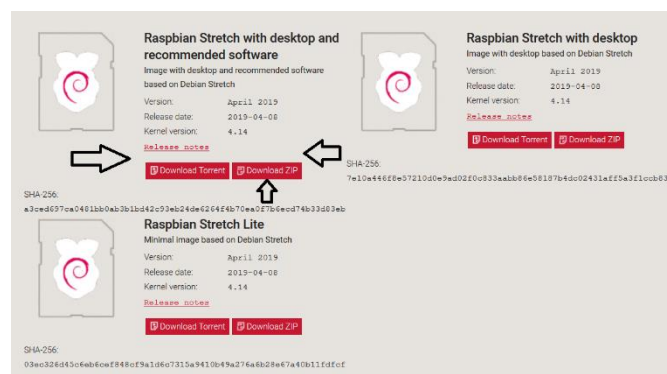 Raspbian Stretch with desktop and
recommended software
Image with desktop and recommended software
based on Debian Stretch
Version: April 2019
Release date: 2019-04-08
Kernel version: 4.14
Release notes
Download Torrent Download ZIP
SHA-256:
Raspbian Stretch with desktop
Image with desktop based on Debian Stretch
Version: April 2019
Release date: 2019-04-08
Kernel version: 4.14
Release notes
Download Torrent Download ZIP
SHA-256:
Raspbian Stretch Lite
Minimal image based on Debian Stretch
Version: April 2019
Release date: 2019-04-08
Kernel version: 4.14
Release notes
Download Torrent Download ZIP
SHA-256: